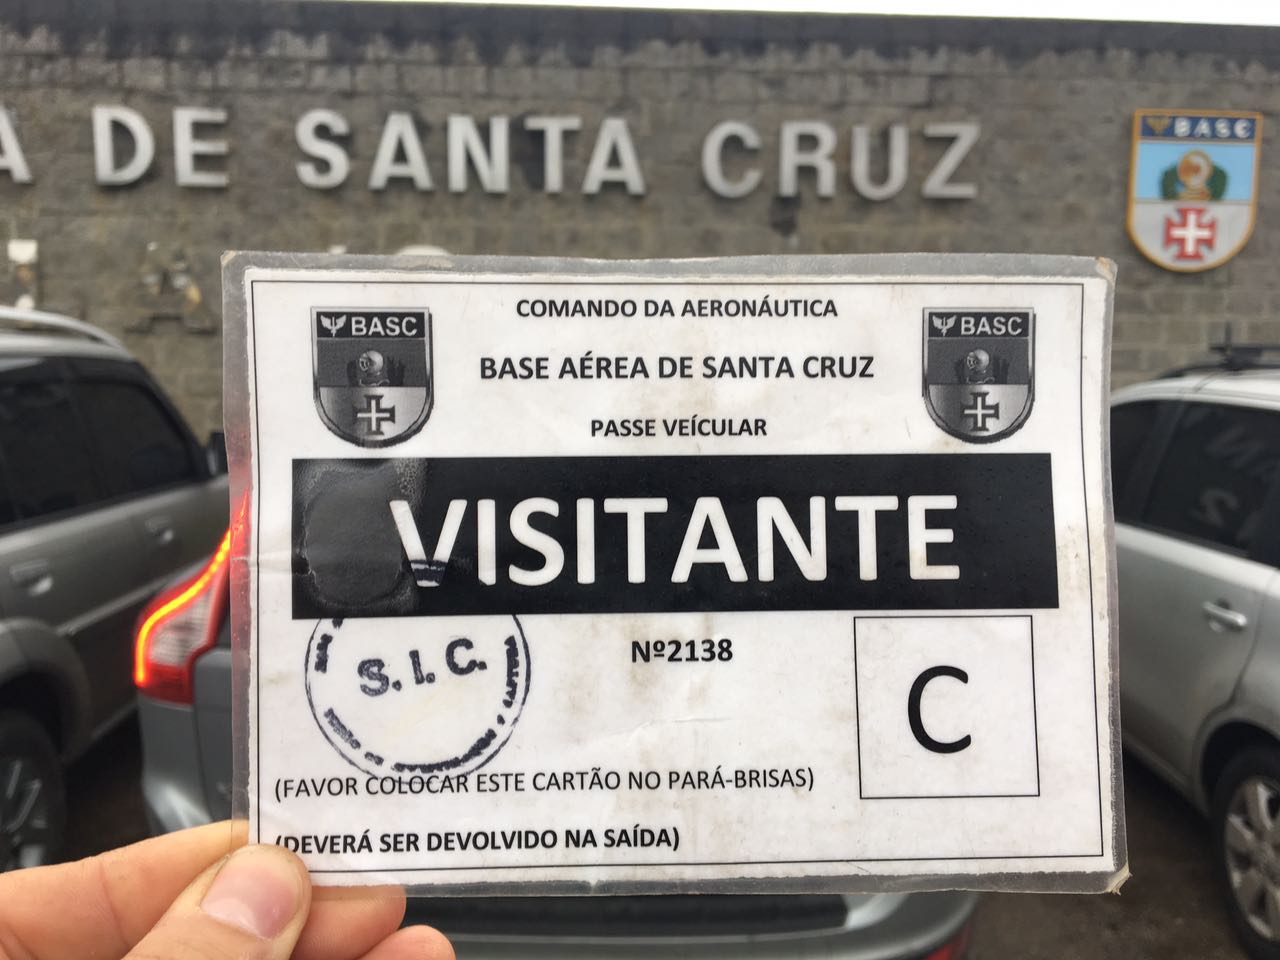 A DE SANTA CRUZ
BASC
COMANDO DA AERONÁUTICA
BASC
BASC
BASE AÉREA DE SANTA CRUZ
PASSE VEÍCULAR
VISITANTE
Nº2138
S.I.C.
C
(FAVOR COLOCAR ESTE CARTÃO NO PARÁ-BRISAS)
(DEVERÁ SER DEVOLVIDO NA SAÍDA)